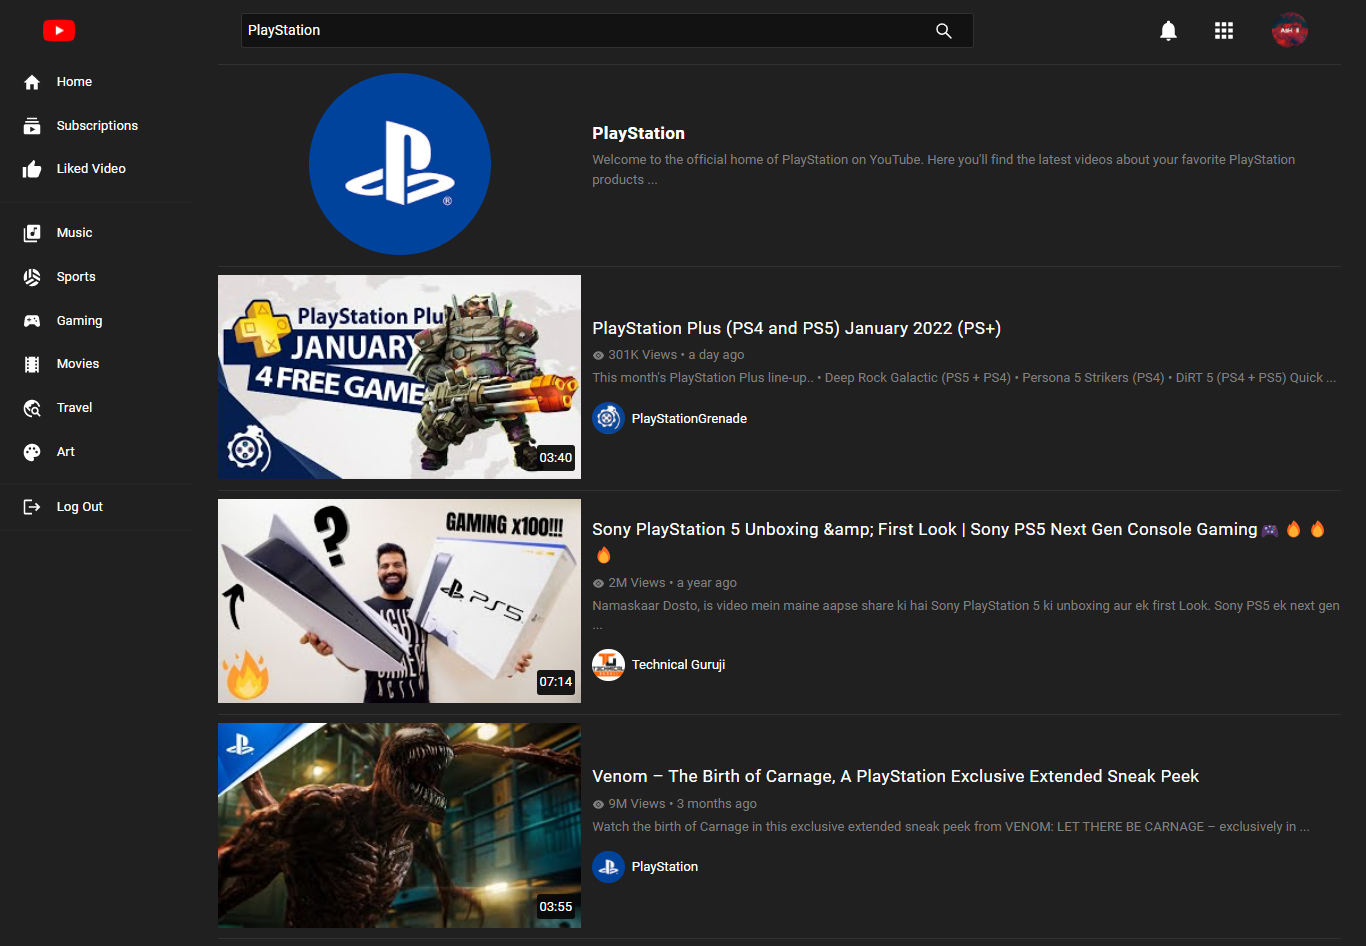 PlayStation
Home
Subscriptions
Liked Video
Music
Sports
Gaming
Movies
Travel
Art
Log Out
PlayStation
Welcome to the official home of PlayStation on YouTube. Here you'll find the latest videos about your favorite PlayStation
products ...
PlayStation Plu
JANUARY
4 FREE GAME
03:40
PlayStation Plus (PS4 and PS5) January 2022 (PS+)
301K Views • a day ago
This month's PlayStation Plus line-up.. • Deep Rock Galactic (PS5 + PS4) • Persona 5 Strikers (PS4) • DiRT 5 (PS4 + PS5) Quick ...
PlayStationGrenade
?
GAMING X100!!!
PS5
07:14
Sony PlayStation 5 Unboxing &amp; First Look | Sony PS5 Next Gen Console Gaming🎮🔥🔥
🔥
2M Views • a year ago
Namaskaar Dosto, is video mein maine aapse share ki hai Sony PlayStation 5 ki unboxing aur ek first Look. Sony PS5 ek next gen
...
Technical Guruji
03:55
Venom – The Birth of Carnage, A PlayStation Exclusive Extended Sneak Peek
9M Views • 3 months ago
Watch the birth of Carnage in this exclusive extended sneak peek from VENOM: LET THERE BE CARNAGE – exclusively in ...
PlayStation